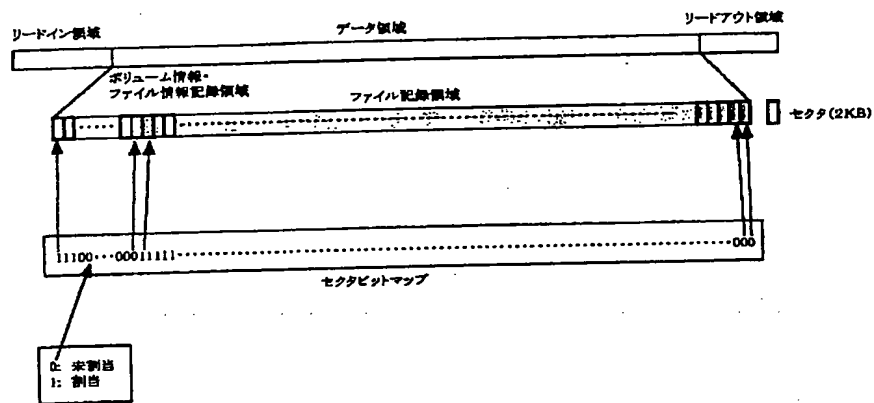 リードイン領域
データ領域
リードアウト領域
ボリューム情報・
ファイル情報記録領域
ファイル記録領域
セクタ(2KB)
11100‥‥00011111‥‥‥‥000
セクタビットマップ
0: 未割当
1: 割当